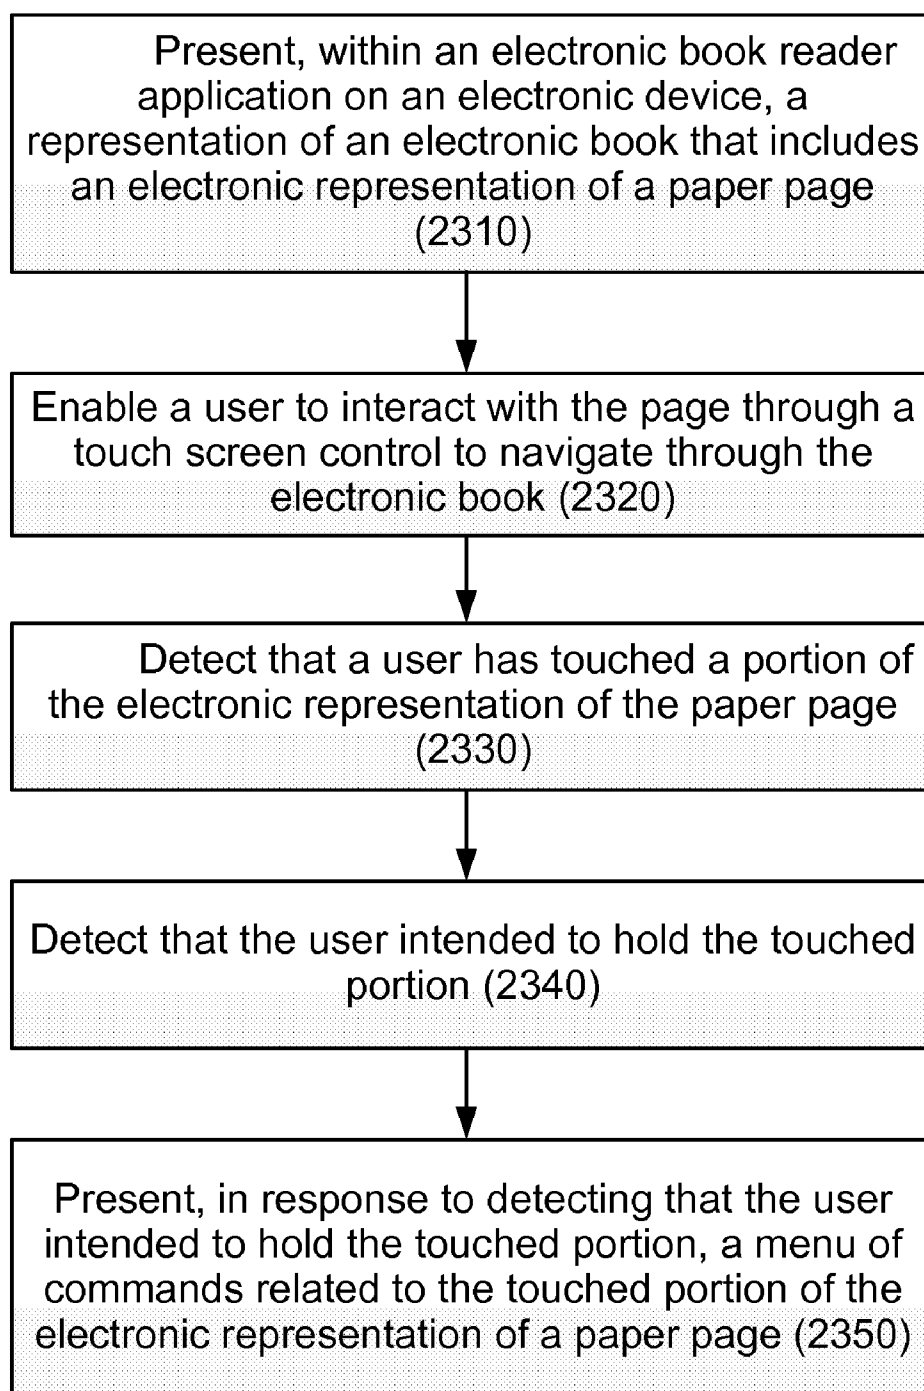 Present, within an electronic book reader
application on an electronic device, a
representation of an electronic book that includes
an electronic representation of a paper page
(2310)
Enable a user to interact with the page through a
touch screen control to navigate through the
electronic book (2320)
Detect that a user has touched a portion of
the electronic representation of the paper page
(2330)
Detect that the user intended to hold the touched
portion (2340)
Present, in response to detecting that the user
intended to hold the touched portion, a menu of
commands related to the touched portion of the
electronic representation of a paper page (2350)